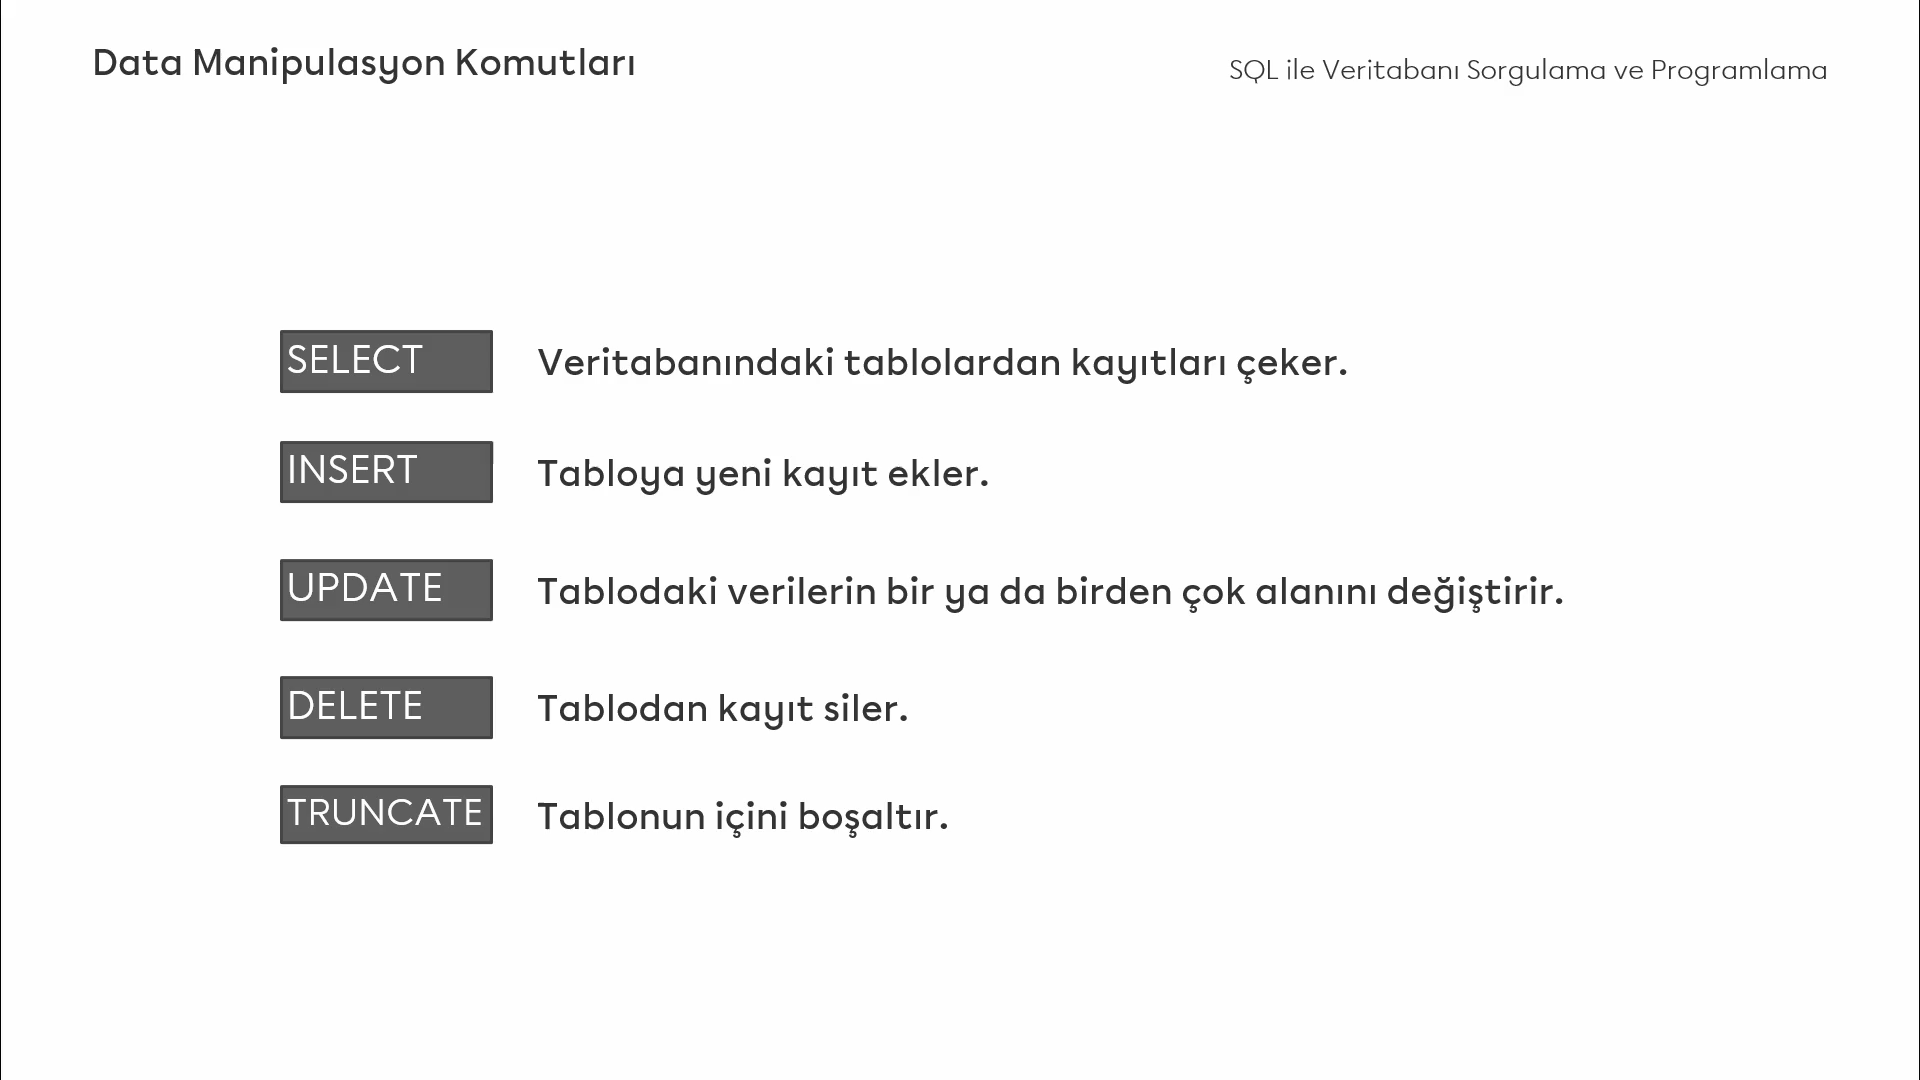 Data Manipulasyon Komutları
SQL ile Veritabanı Sorgulama ve Programlama
SELECT Veritabanındaki tablolardan kayıtları çeker.
INSERT Tabloya yeni kayıt ekler.
UPDATE Tablodaki verilerin bir ya da birden çok alanını değiştirir.
DELETE Tablodan kayıt siler.
TRUNCATE Tablonun içini boşaltır.